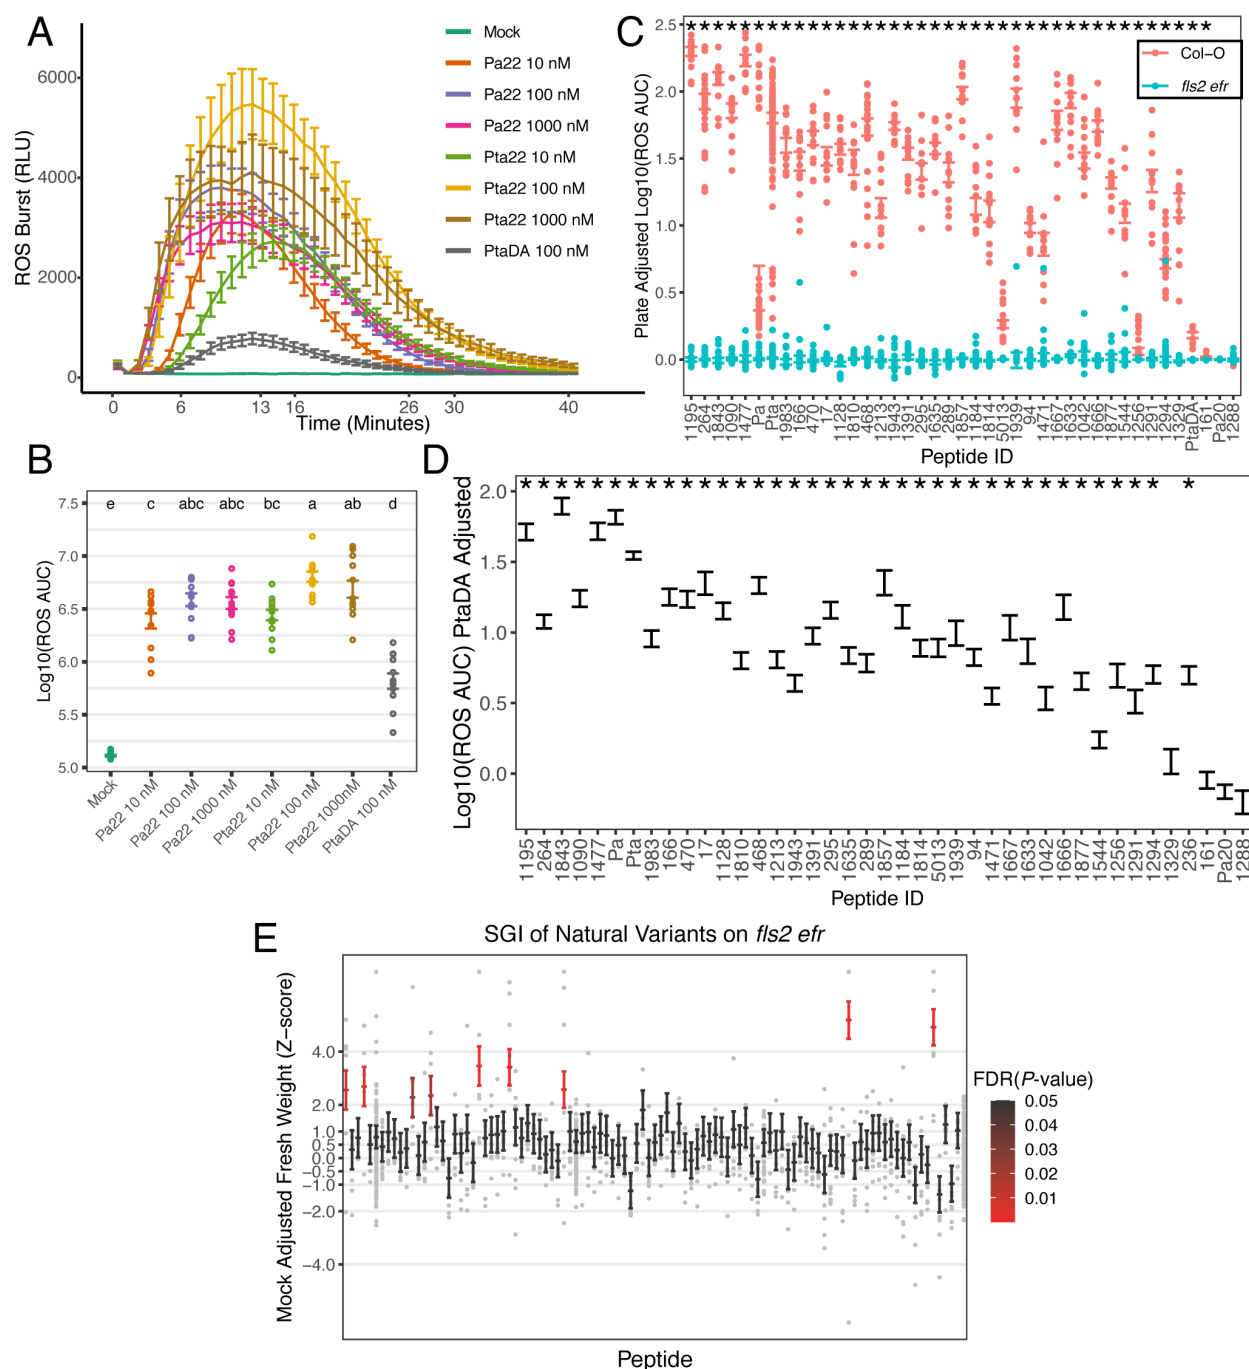 A
ROS Burst (RLU)
6000
4000
2000
0
0 6 13 16 26 30 40
Time (Minutes)
Mock
Pa22 10 nM
Pa22 100 nM
Pa22 1000 nM
Pta22 10 nM
Pta22 100 nM
Pta22 1000 nM
PtaDA 100 nM
B
Log10(ROS AUC)
7.5
7.0
6.5
6.0
5.5
5.0
e c abc abc bc a ab d
Mock
Pa22 10 nM
Pa22 100 nM
Pa22 1000 nM
Pta22 10 nM
Pta22 100 nM
Pta22 1000nM
PtaDA 100 nM
C
Plate Adjusted Log10(ROS AUC)
2.5
2.0
1.5
1.0
0.5
0.0
* * * * * * * * * * * * * * * * * * * * * * * * * * * * * * * * * * * * * * *
Col-O
fls2 efr
1195 264 1843 1090 1477 Pa Pta 1983 166 470 17 1128 1810 468 1213 1943 1391 295 1635 289 1857 1184 1814 5013 1939 94 1471 1667 1633 1042 1666 1877 1544 1256 1291 1294 1329 PtaDA 161 Pa20 1288
Peptide ID
D
Log10(ROS AUC) PtaDA Adjusted
2.0
1.5
1.0
0.5
0.0
* * * * * * * * * * * * * * * * * * * * * * * * * * * * * * * * * * * * *
1195 264 1843 1090 1477 Pa Pta 1983 166 470 17 1128 1810 468 1213 1943 1391 295 1635 289 1857 1184 1814 5013 1939 94 1471 1667 1633 1042 1666 1877 1544 1256 1291 1294 1329 236 161 Pa20 1288
Peptide ID
E
SGI of Natural Variants on fls2 efr
Mock Adjusted Fresh Weight (Z-score)
4.0
2.0
1.0
0.5
0.0
-0.5
-1.0
-2.0
-4.0
Peptide
FDR(P-value)
0.05
0.04
0.03
0.02
0.01